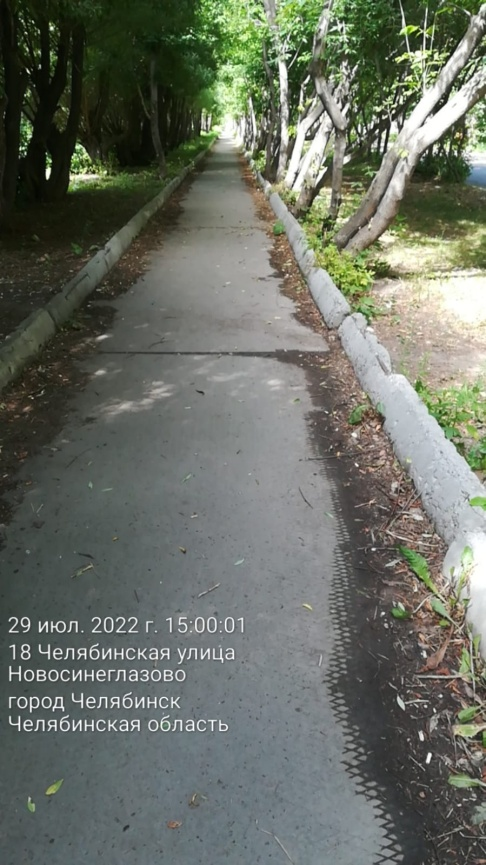 29 июл. 2022 г. 15:00:01
18 Челябинская улица
Новосинеглазово
город Челябинск
Челябинская область